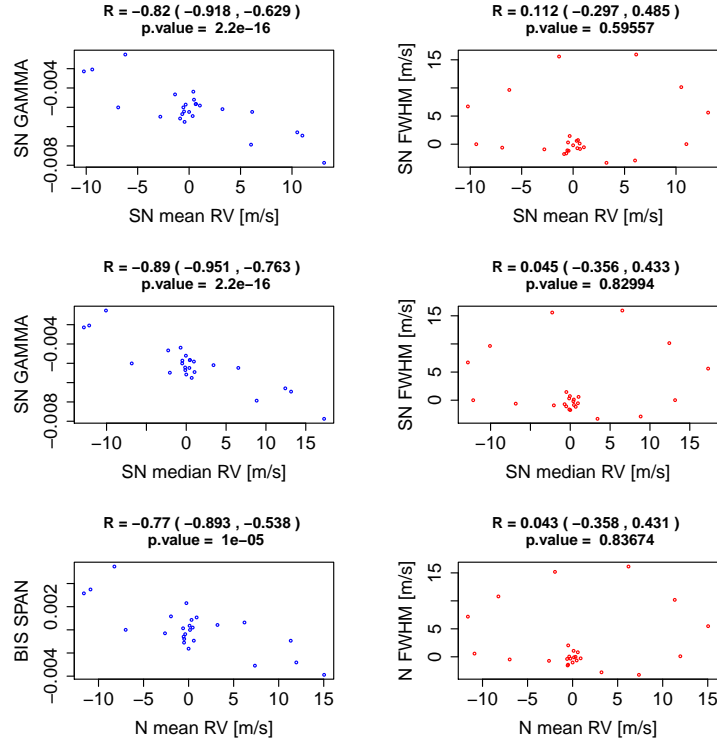 R = −0.82 ( −0.918 , −0.629 )
p.value = 2.2e−16
SN GAMMA
−0.004
−0.008
−10 −5 0 5 10
SN mean RV [m/s]
R = 0.112 ( −0.297 , 0.485 )
p.value = 0.59557
SN FWHM [m/s]
15
5
0
−10 −5 0 5 10
SN mean RV [m/s]
R = −0.89 ( −0.951 , −0.763 )
p.value = 2.2e−16
SN GAMMA
−0.004
−0.008
−10 −5 0 5 10 15
SN median RV [m/s]
R = 0.045 ( −0.356 , 0.433 )
p.value = 0.82994
SN FWHM [m/s]
15
5
0
−10 −5 0 5 10 15
SN median RV [m/s]
R = −0.77 ( −0.893 , −0.538 )
p.value = 1e−05
BIS SPAN
0.002
−0.004
−10 −5 0 5 10 15
N mean RV [m/s]
R = 0.043 ( −0.358 , 0.431 )
p.value = 0.83674
N FWHM [m/s]
15
5
0
−10 −5 0 5 10 15
N mean RV [m/s]